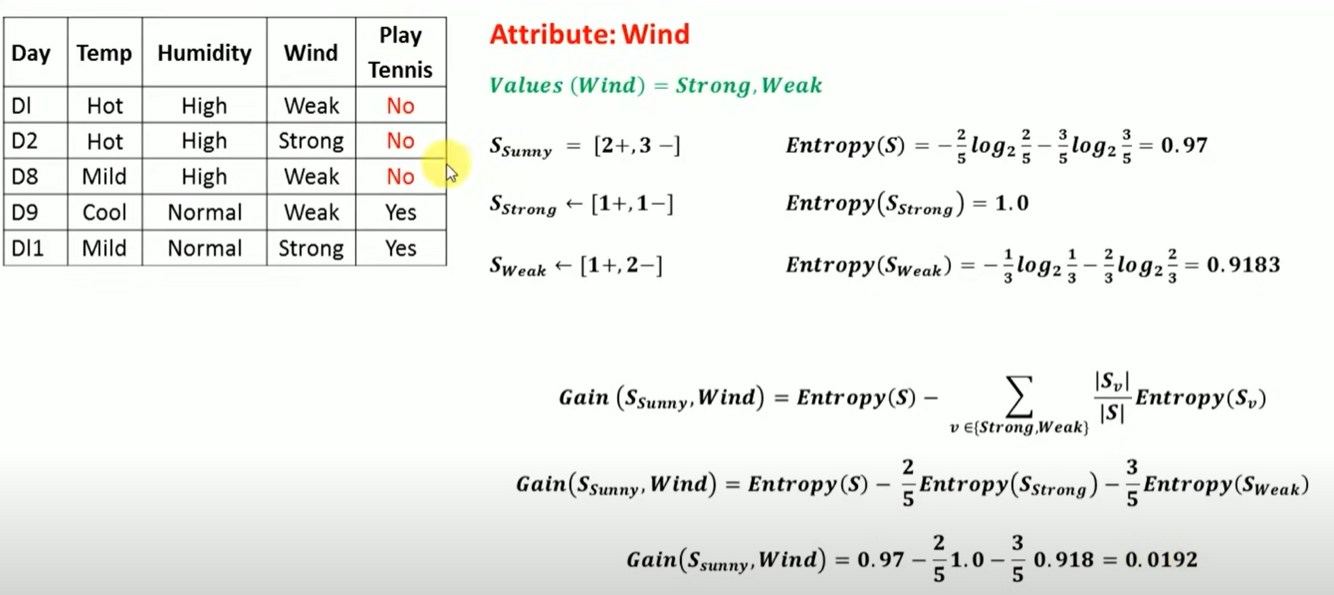 Day Temp Humidity Wind Play Tennis
Dl Hot High Weak No
D2 Hot High Strong No
D8 Mild High Weak No
D9 Cool Normal Weak Yes
Dl1 Mild Normal Strong Yes
Attribute: Wind
Values (Wind) = Strong, Weak
S_Sunny = [2+, 3 −] Entropy(S) = −2/5 log₂ 2/5 − 3/5 log₂ 3/5 = 0.97
S_Strong ← [1+, 1−] Entropy(S_Strong) = 1.0
S_Weak ← [1+, 2−] Entropy(S_Weak) = −1/3 log₂ 1/3 − 2/3 log₂ 2/3 = 0.9183
Gain (S_Sunny, Wind) = Entropy(S) − ∑ v ∈{Strong,Weak} |S_v|/|S| Entropy(S_v)
Gain(S_Sunny, Wind) = Entropy(S) − 2/5 Entropy(S_Strong) − 3/5 Entropy(S_Weak)
Gain(S_sunny, Wind) = 0.97 − 2/5 1.0 − 3/5 0.918 = 0.0192